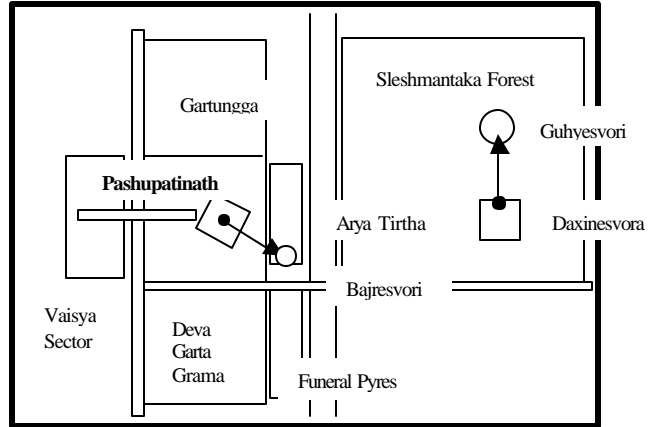 Sleshmantaka Forest
Gartungga
Guhyesvori
Pashupatinath
Arya Tirtha
Daxinesvora
Bajresvori
Vaisya
Sector
Deva
Garta
Grama
Funeral Pyres